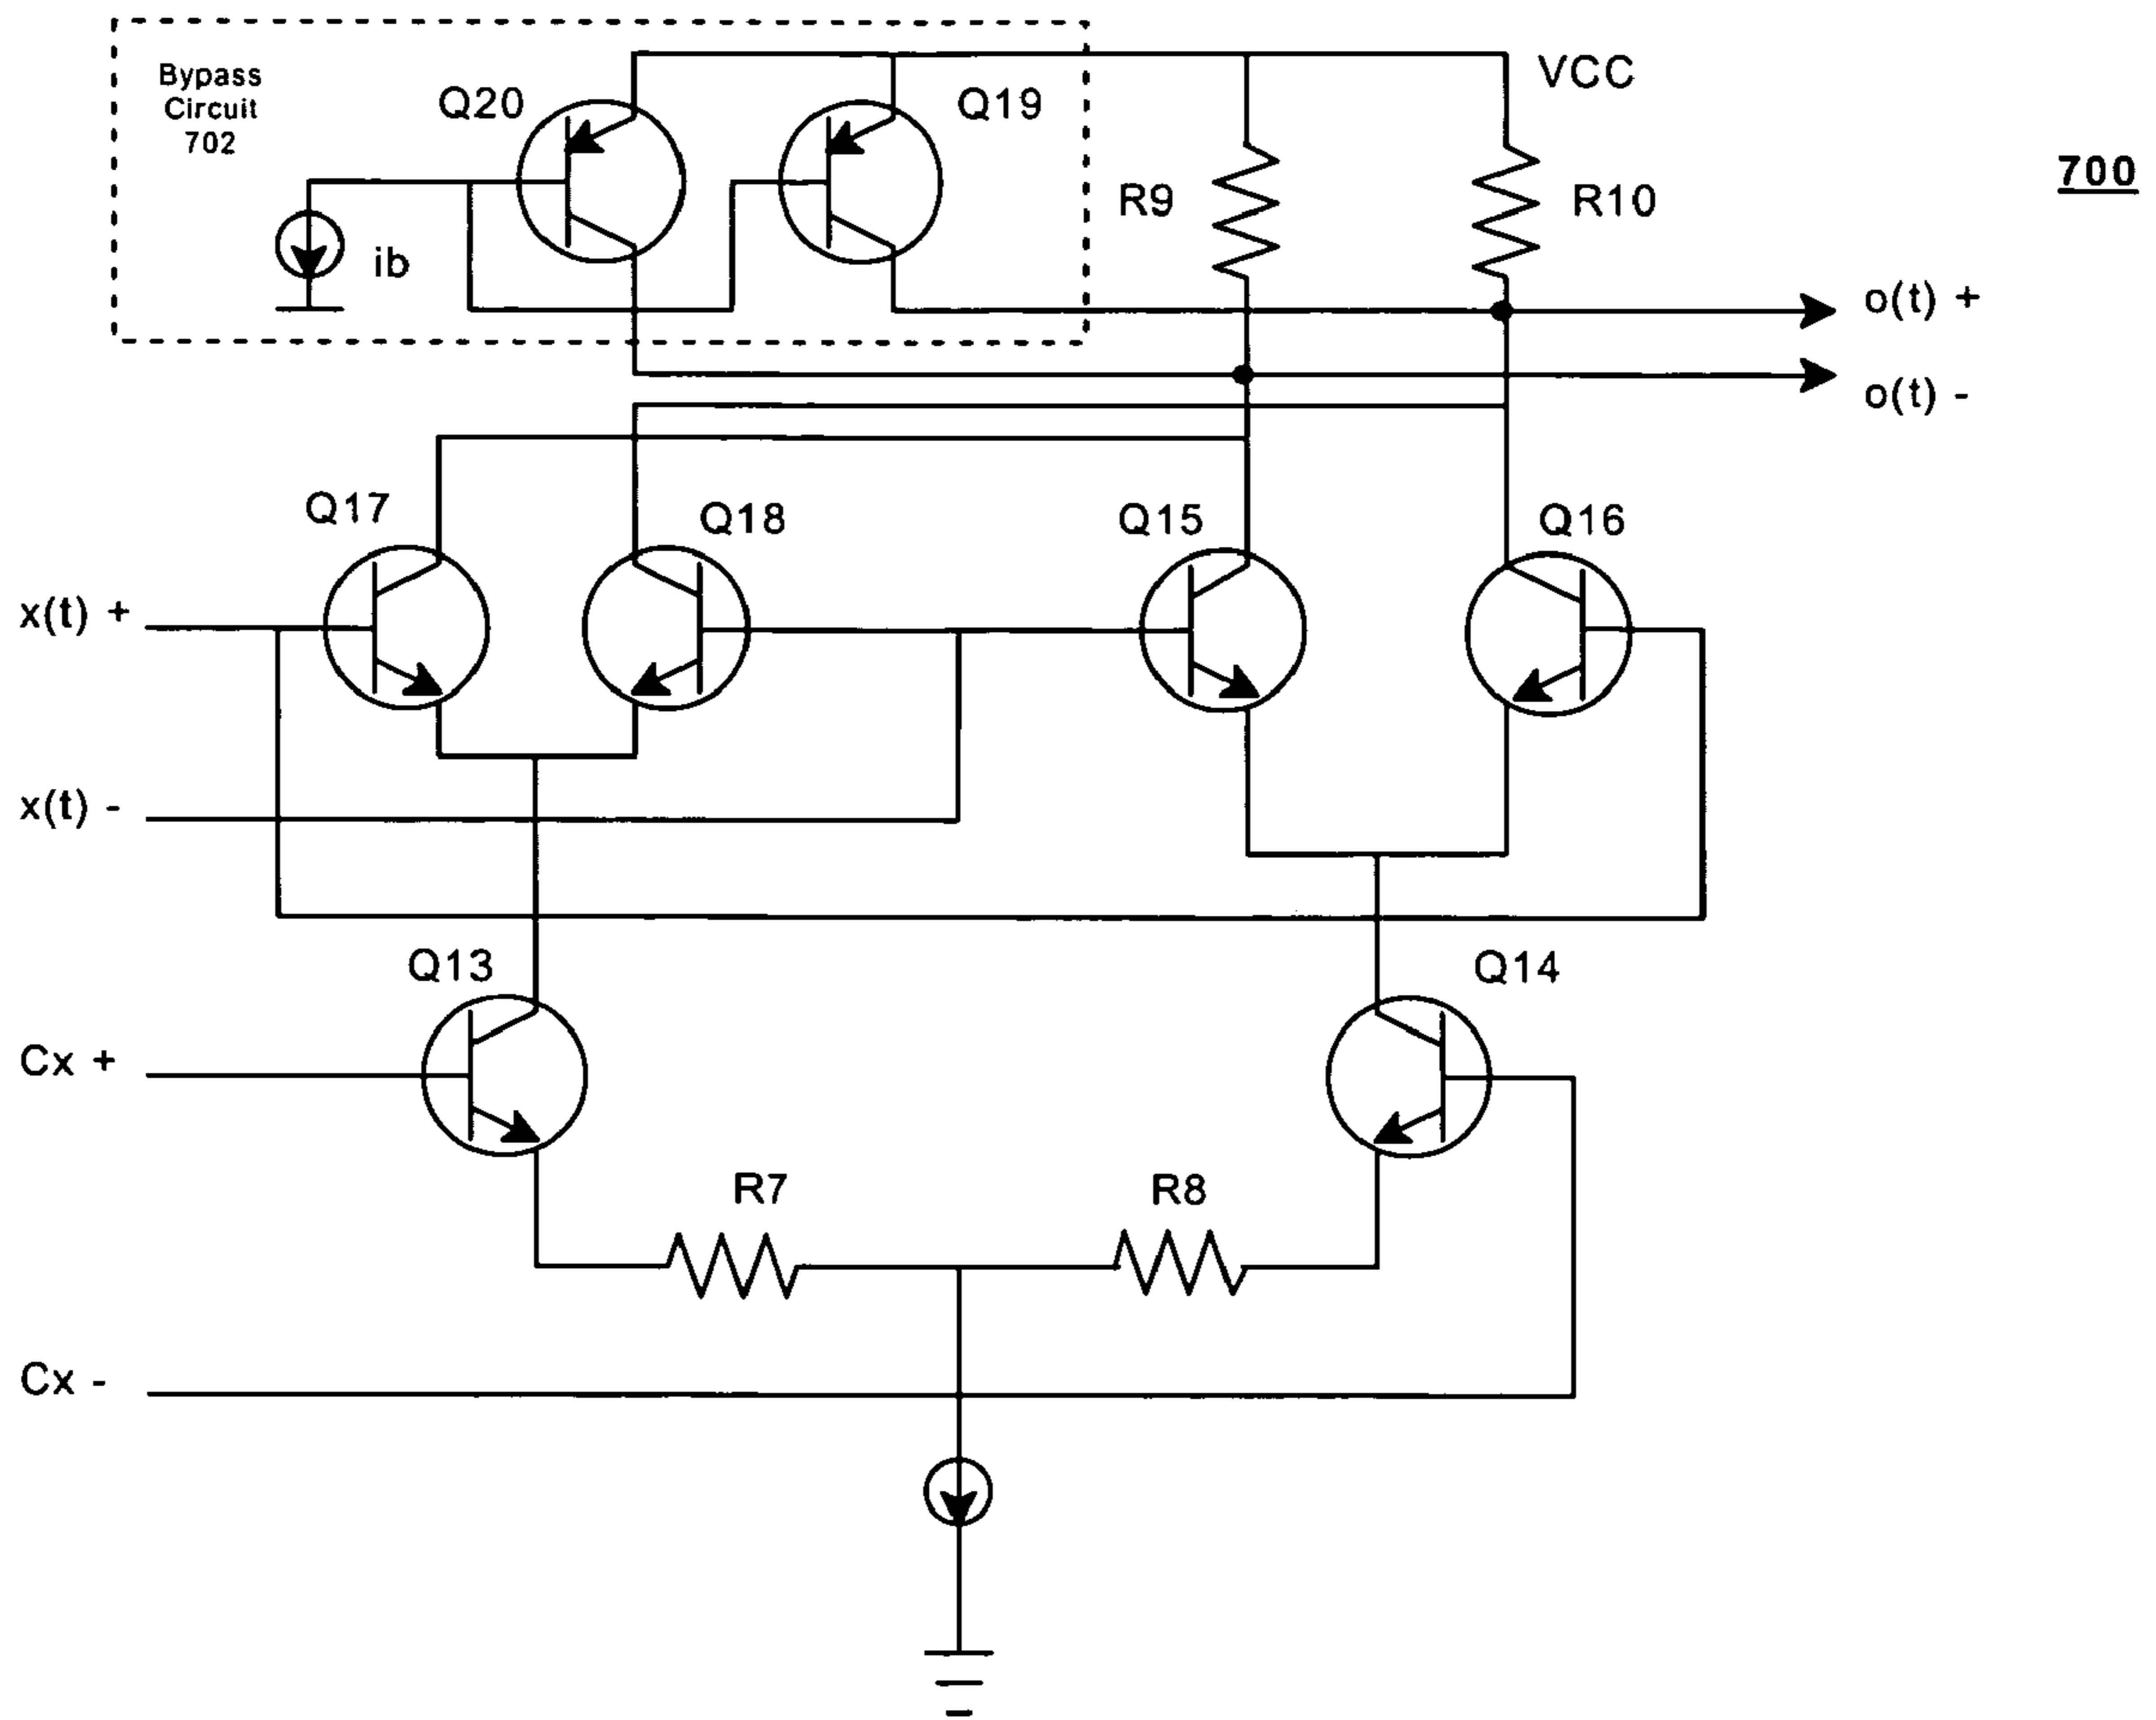 Bypass
Circuit
702
Q20
Q19
VCC
700
R9
R10
ib
o(t) +
o(t) -
Q17
Q18
Q15
Q16
x(t) +
x(t) -
Q13
Q14
Cx +
R7
R8
Cx -